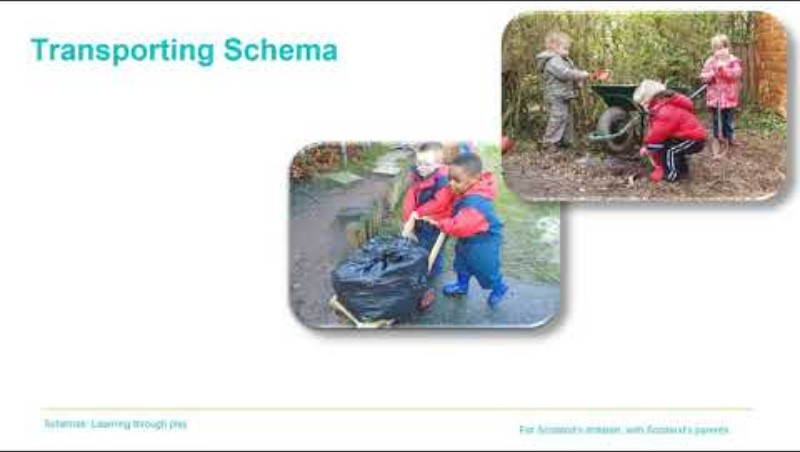 Transporting Schema
Schemas: Learning through play
For Scotland's children, with Scotland's parents